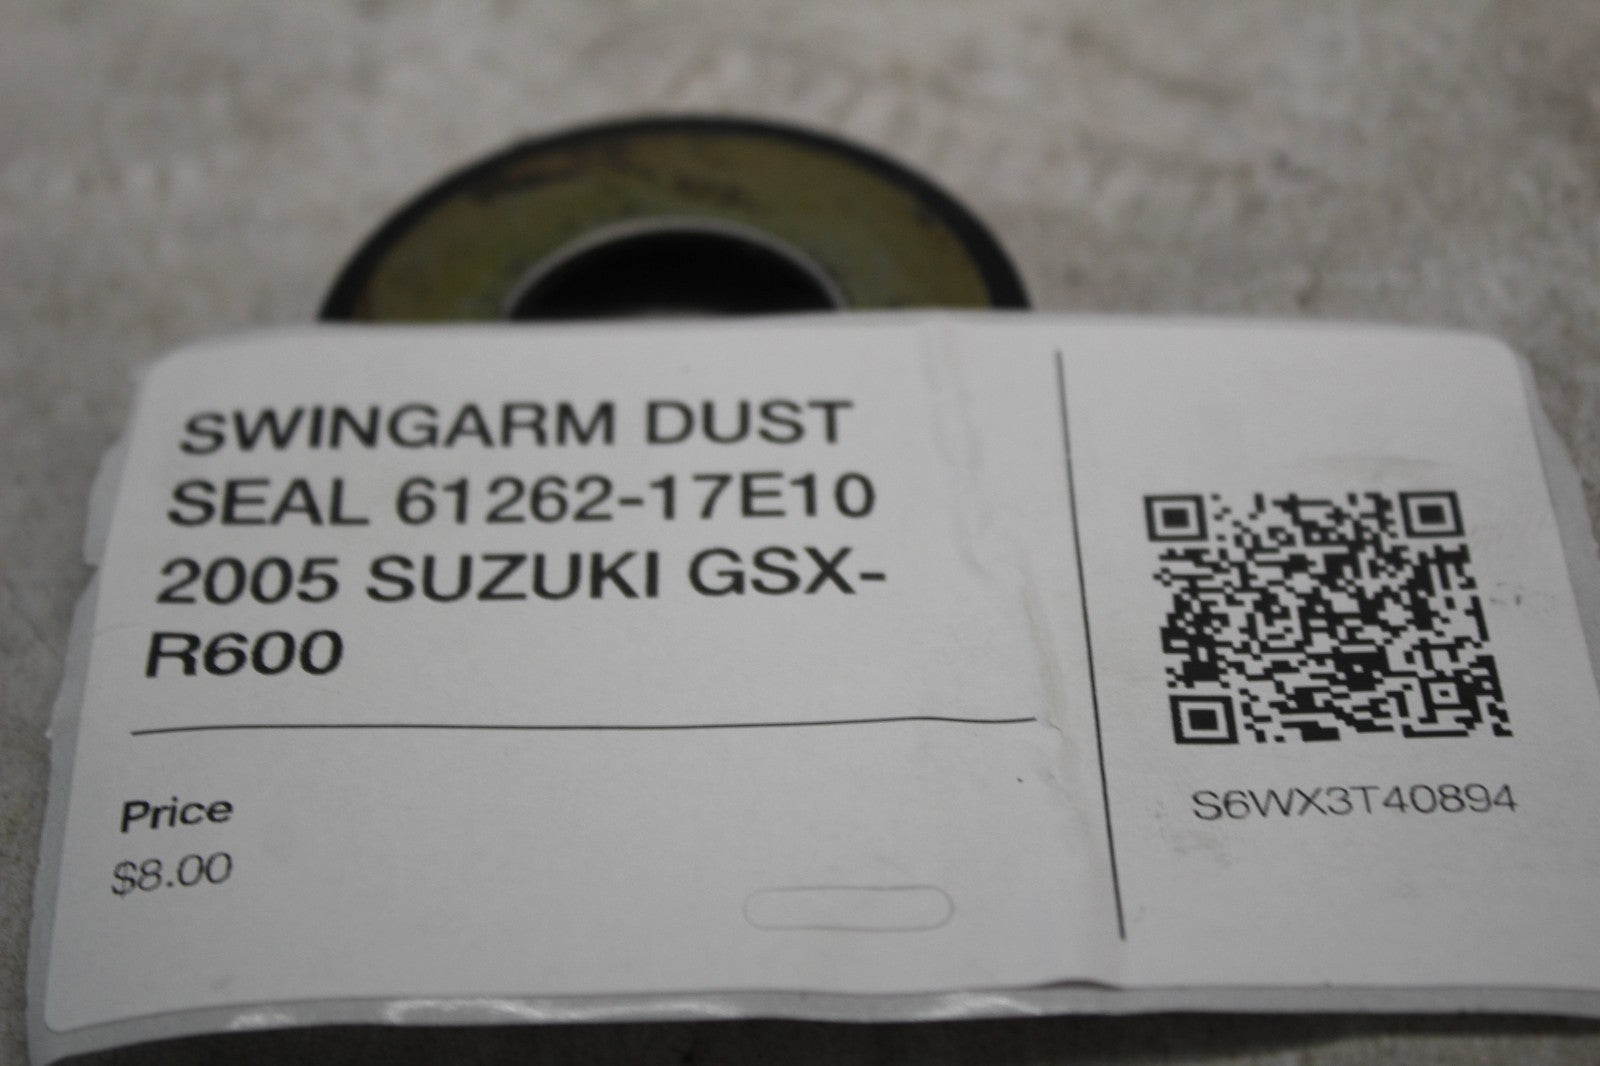 SWINGARM DUST
SEAL 61262-17E10
2005 SUZUKI GSX-
R600
Price
$8.00
S6WX3T40894